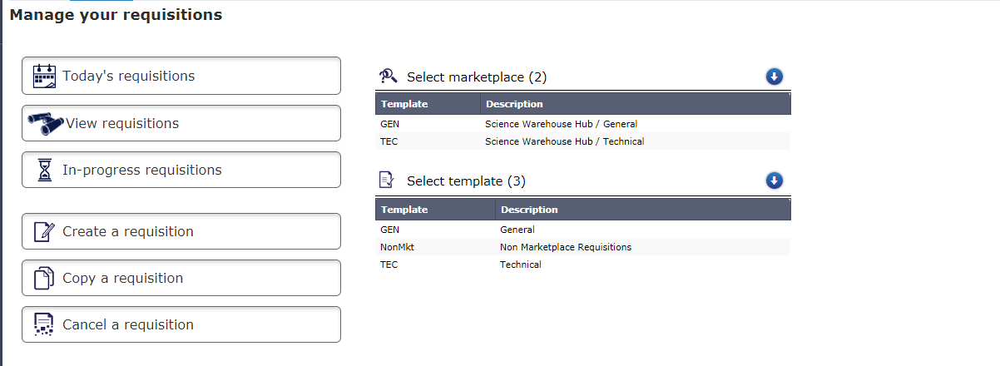 Manage your requisitions
Today's requisitions
View requisitions
In-progress requisitions
Create a requisition
Copy a requisition
Cancel a requisition
Select marketplace (2)
Template Description
GEN Science Warehouse Hub / General
TEC Science Warehouse Hub / Technical
Select template (3)
Template Description
GEN General
NonMkt Non Marketplace Requisitions
TEC Technical